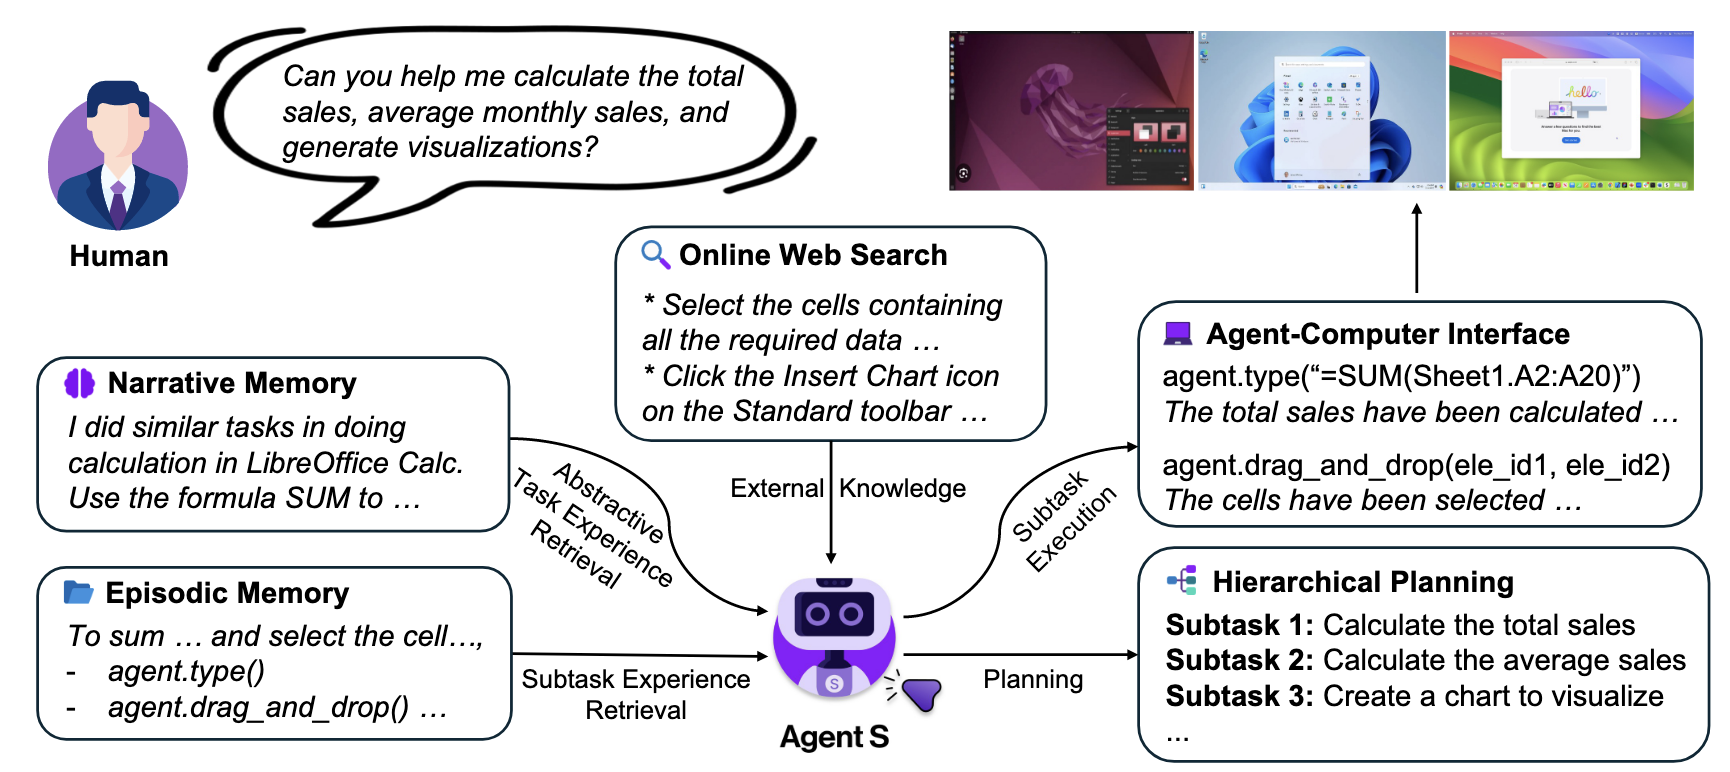 Can you help me calculate the total
sales, average monthly sales, and
generate visualizations?
Human
Online Web Search
* Select the cells containing
all the required data …
* Click the Insert Chart icon
on the Standard toolbar …
Narrative Memory
I did similar tasks in doing
calculation in LibreOffice Calc.
Use the formula SUM to …
Episodic Memory
To sum … and select the cell…,
- agent.type()
- agent.drag_and_drop() …
Abstractive
Task Experience
Retrieval
External Knowledge
Subtask Experience
Retrieval
Subtask
Execution
Planning
S
Agent S
hello.
Agent-Computer Interface
agent.type(“=SUM(Sheet1.A2:A20)”)
The total sales have been calculated …
agent.drag_and_drop(ele_id1, ele_id2)
The cells have been selected …
Hierarchical Planning
Subtask 1: Calculate the total sales
Subtask 2: Calculate the average sales
Subtask 3: Create a chart to visualize
...